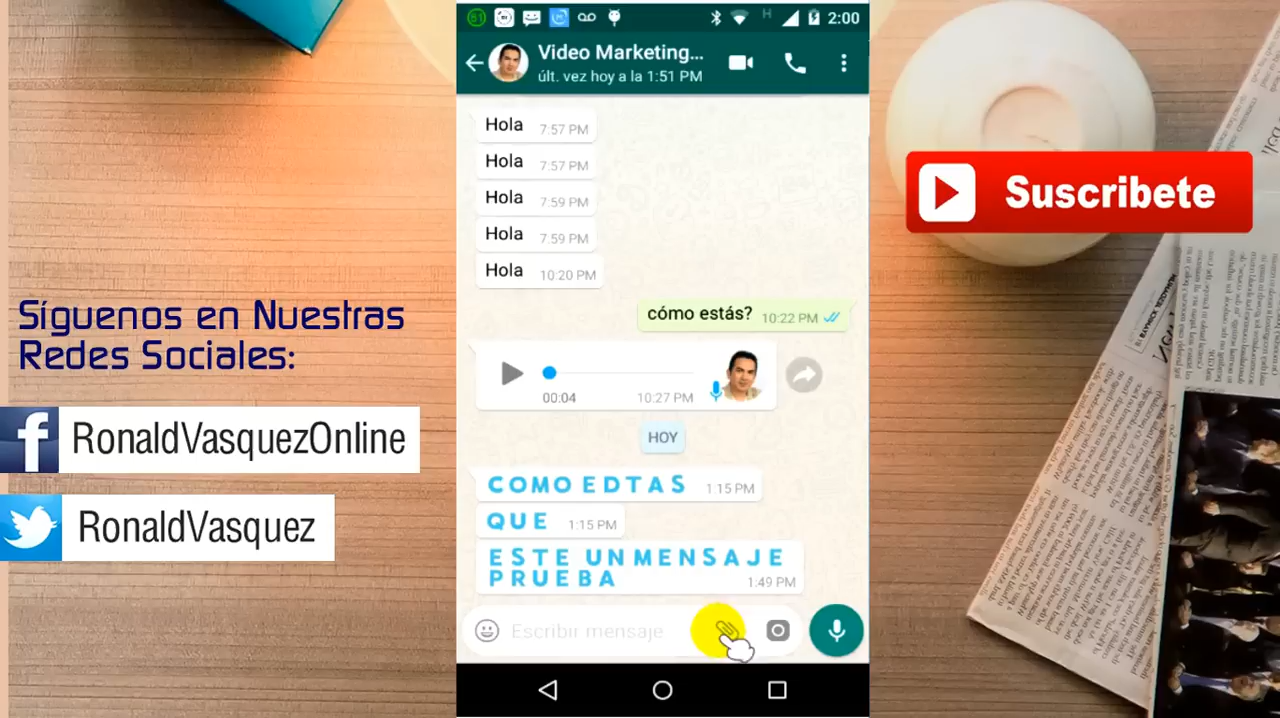 2:00
Video Marketing...
últ. vez hoy a la 1:51 PM
Hola 7:57 PM
Hola 7:57 PM
Hola 7:59 PM
Hola 7:59 PM
Hola 10:20 PM
cómo estás? 10:22 PM
00:04 10:27 PM
HOY
COMO EDTAS 1:15 PM
QUE 1:15 PM
ESTE UN MENSAJE
PRUEBA 1:49 PM
Escribir mensaje
Síguenos en Nuestras
Redes Sociales:
f RonaldVasquezOnline
RonaldVasquez
Suscribete